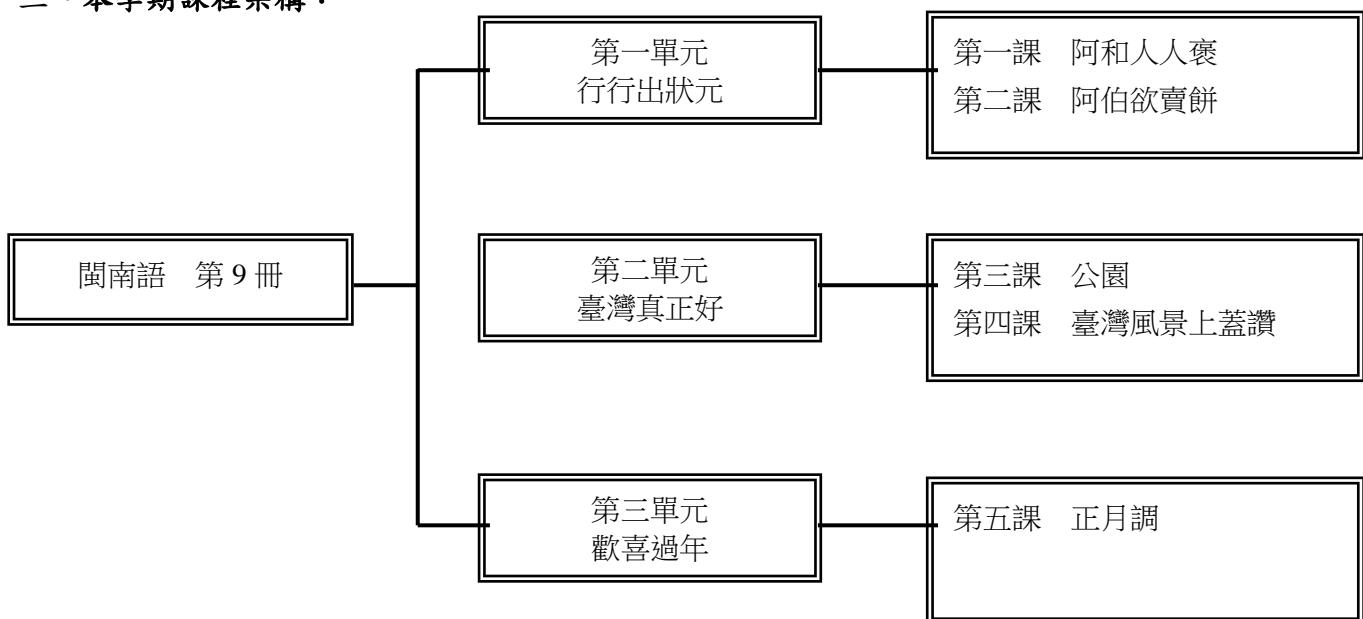 二、本學期課程架構：
第一單元
行行出狀元
第一課　阿和人人褒
第二課　阿伯欲賣餅
閩南語　第 9 冊
第二單元
臺灣真正好
第三課　公園
第四課　臺灣風景上蓋讚
第三單元
歡喜過年
第五課　正月調